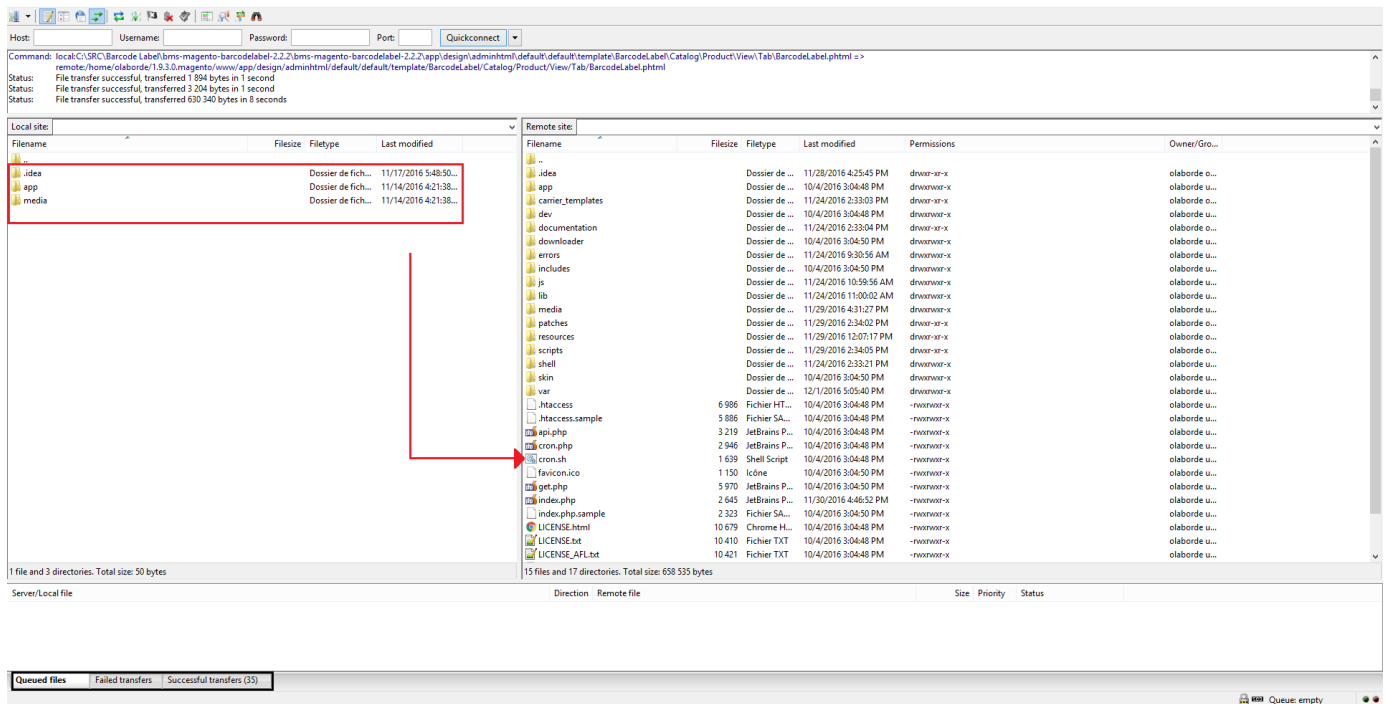 Host: Username: Password: Port: Quickconnect
Command: local:C:\SRC\Barcode Label\bms-magento-barcodelabel-2.2.2\bms-magento-barcodelabel-2.2.2\app\design\adminhtml\default\default\template\BarcodeLabel\Catalog\Product\View\Tab\BarcodeLabel.phtml =>
remote:/home/olaborde/1.9.3.0.magento/www/app/design/adminhtml/default/default/template/BarcodeLabel/Catalog/Product/View/Tab/BarcodeLabel.phtml
Status: File transfer successful, transferred 1 894 bytes in 1 second
Status: File transfer successful, transferred 3 204 bytes in 1 second
Status: File transfer successful, transferred 630 340 bytes in 8 seconds
Local site:
Filename Filesize Filetype Last modified
..
.idea Dossier de fich... 11/17/2016 5:48:50...
app Dossier de fich... 11/14/2016 4:21:38...
media Dossier de fich... 11/14/2016 4:21:38...
1 file and 3 directories. Total size: 50 bytes
Remote site:
Filename Filesize Filetype Last modified Permissions Owner/Gro...
..
.idea Dossier de ... 11/28/2016 4:25:45 PM drwxr-xr-x olaborde o...
app Dossier de ... 10/4/2016 3:04:48 PM drwxrwxr-x olaborde u...
carrier_templates Dossier de ... 11/24/2016 2:33:03 PM drwxr-xr-x olaborde o...
dev Dossier de ... 10/4/2016 3:04:48 PM drwxrwxr-x olaborde u...
documentation Dossier de ... 11/24/2016 2:33:04 PM drwxr-xr-x olaborde o...
downloader Dossier de ... 10/4/2016 3:04:50 PM drwxrwxr-x olaborde u...
errors Dossier de ... 11/24/2016 9:30:56 AM drwxrwxr-x olaborde u...
includes Dossier de ... 10/4/2016 3:04:50 PM drwxrwxr-x olaborde u...
js Dossier de ... 11/24/2016 10:59:56 AM drwxrwxr-x olaborde u...
lib Dossier de ... 11/24/2016 11:00:02 AM drwxrwxr-x olaborde u...
media Dossier de ... 11/29/2016 4:31:27 PM drwxrwxr-x olaborde u...
patches Dossier de ... 11/29/2016 2:34:02 PM drwxr-xr-x olaborde o...
resources Dossier de ... 11/29/2016 12:07:17 PM drwxr-xr-x olaborde o...
scripts Dossier de ... 11/29/2016 2:34:05 PM drwxr-xr-x olaborde o...
shell Dossier de ... 11/24/2016 2:33:21 PM drwxrwxr-x olaborde u...
skin Dossier de ... 10/4/2016 3:04:50 PM drwxrwxr-x olaborde u...
var Dossier de ... 12/1/2016 5:05:40 PM drwxrwxr-x olaborde u...
.htaccess 6 986 Fichier HT... 10/4/2016 3:04:48 PM -rwxrwxr-x olaborde u...
.htaccess.sample 5 886 Fichier SA... 10/4/2016 3:04:48 PM -rwxrwxr-x olaborde u...
api.php 3 219 JetBrains P... 10/4/2016 3:04:48 PM -rwxrwxr-x olaborde u...
cron.php 2 946 JetBrains P... 10/4/2016 3:04:48 PM -rwxrwxr-x olaborde u...
cron.sh 1 639 Shell Script 10/4/2016 3:04:48 PM -rwxrwxr-x olaborde u...
favicon.ico 1 150 Icône 10/4/2016 3:04:50 PM -rwxrwxr-x olaborde u...
get.php 5 970 JetBrains P... 10/4/2016 3:04:50 PM -rwxrwxr-x olaborde u...
index.php 2 645 JetBrains P... 11/30/2016 4:46:52 PM -rwxrwxr-x olaborde u...
index.php.sample 2 323 Fichier SA... 10/4/2016 3:04:50 PM -rwxrwxr-x olaborde u...
LICENSE.html 10 679 Chrome H... 10/4/2016 3:04:48 PM -rwxrwxr-x olaborde u...
LICENSE.txt 10 410 Fichier TXT 10/4/2016 3:04:48 PM -rwxrwxr-x olaborde u...
LICENSE_AFL.txt 10 421 Fichier TXT 10/4/2016 3:04:48 PM -rwxrwxr-x olaborde u...
15 files and 17 directories. Total size: 658 535 bytes
Server/Local file Direction Remote file Size Priority Status
Queued files Failed transfers Successful transfers (35)
Queue: empty